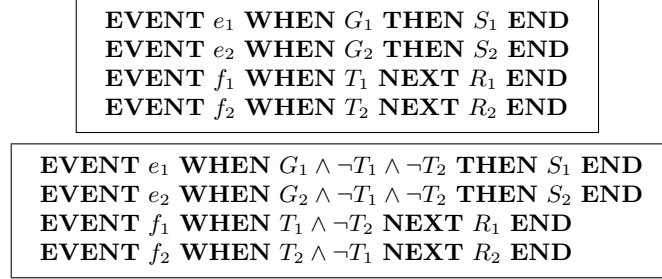 EVENT e₁ WHEN G₁ THEN S₁ END
EVENT e₂ WHEN G₂ THEN S₂ END
EVENT f₁ WHEN T₁ NEXT R₁ END
EVENT f₂ WHEN T₂ NEXT R₂ END
EVENT e₁ WHEN G₁ ∧ ¬T₁ ∧ ¬T₂ THEN S₁ END
EVENT e₂ WHEN G₂ ∧ ¬T₁ ∧ ¬T₂ THEN S₂ END
EVENT f₁ WHEN T₁ ∧ ¬T₂ NEXT R₁ END
EVENT f₂ WHEN T₂ ∧ ¬T₁ NEXT R₂ END